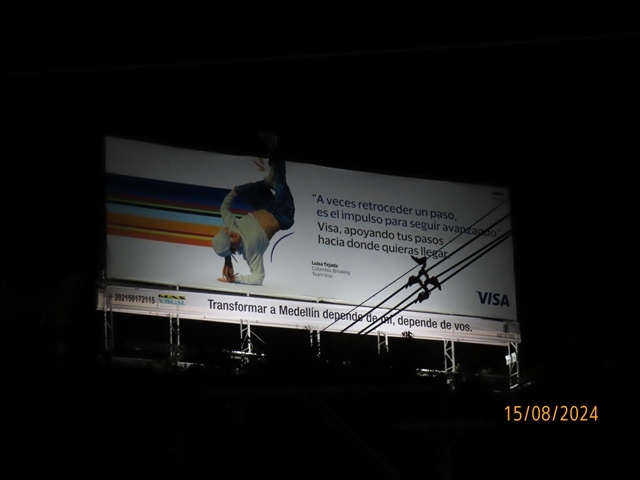 "A veces retroceder un paso,
es el impulso para seguir avanzando"
Visa, apoyando tus pasos
hacia donde quieras llegar.
Luisa Tejada
Colombia, Breaking
Team Visa
VISA
202150172115
Transformar a Medellín depende de mí, depende de vos.
15/08/2024